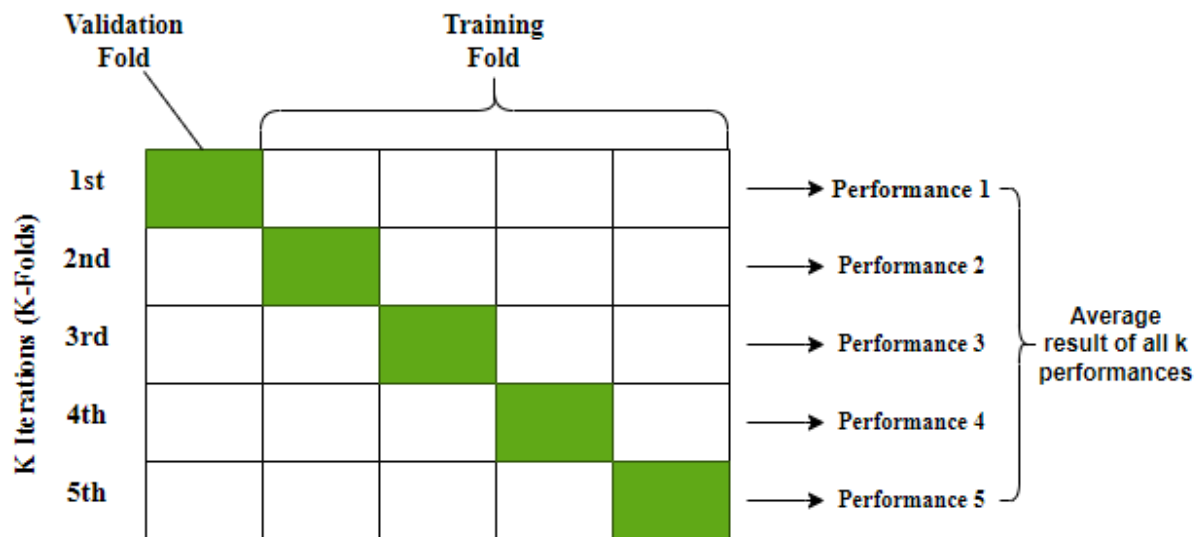 Validation
Fold
Training
Fold
K Iterations (K-Folds)
1st
Performance 1
2nd
Performance 2
3rd
Performance 3
4th
Performance 4
5th
Performance 5
Average
result of all k
performances